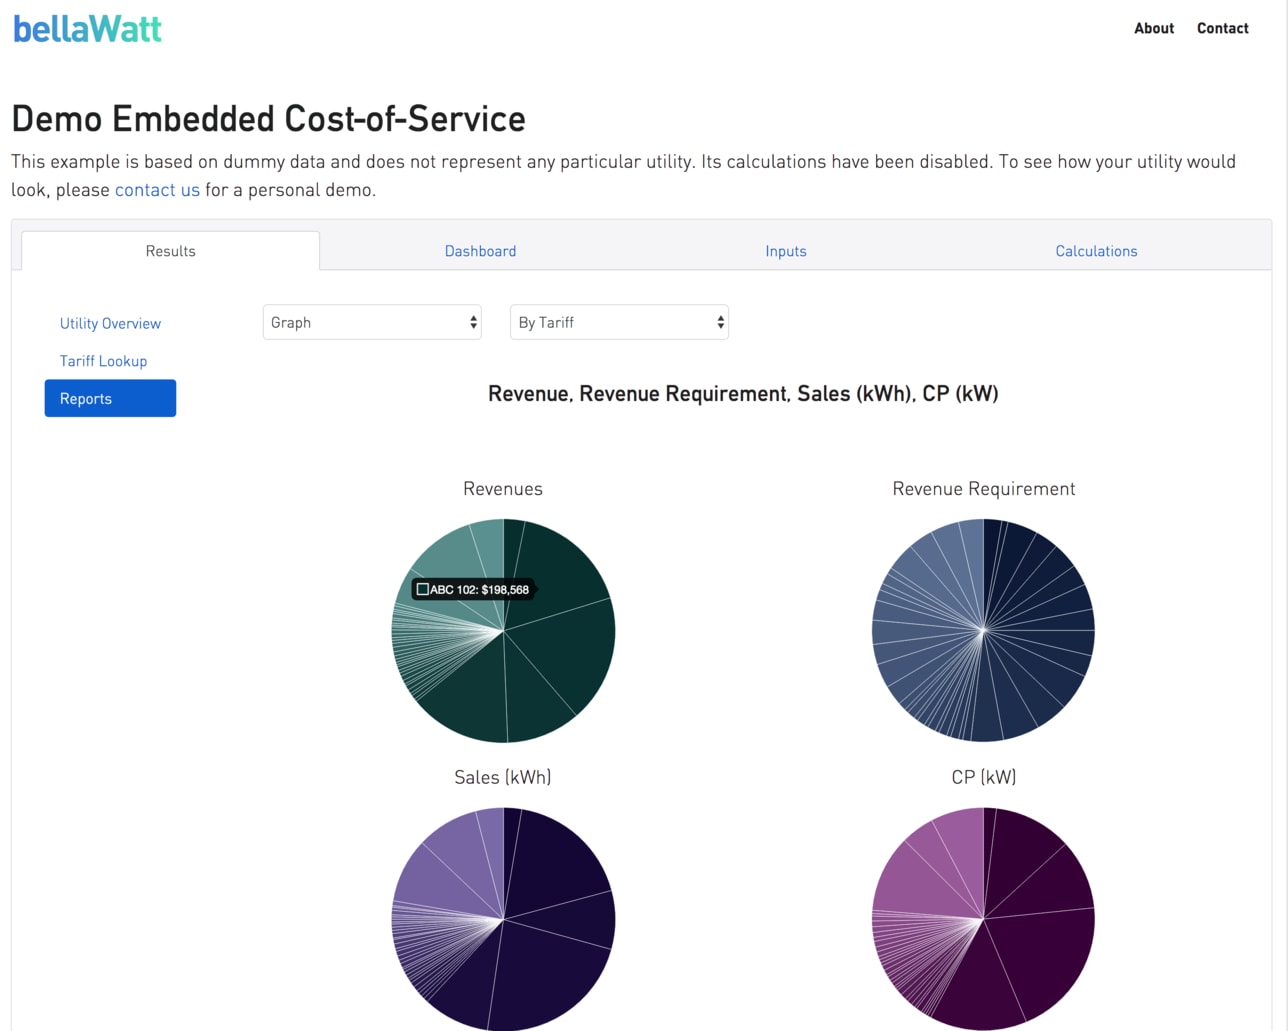 bellaWatt
About
Contact
Demo Embedded Cost-of-Service
This example is based on dummy data and does not represent any particular utility. Its calculations have been disabled. To see how your utility would
look, please contact us for a personal demo.
Results
Dashboard
Inputs
Calculations
Utility Overview
Tariff Lookup
Reports
Graph
By Tariff
Revenue, Revenue Requirement, Sales (kWh), CP (kW)
Revenues
Revenue Requirement
ABC 102: $198,568
Sales (kWh)
CP (kW)